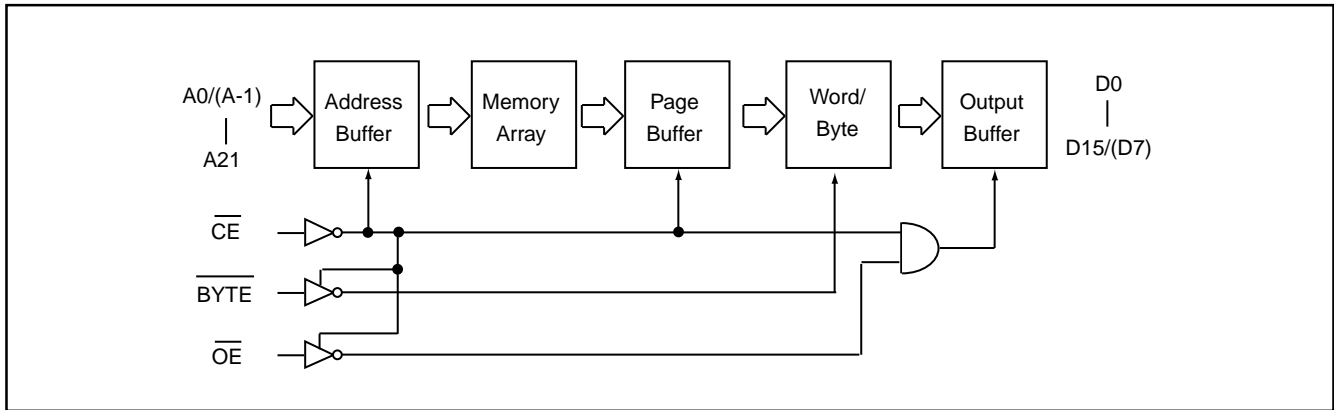 A0/(A-1)
A21
Address
Buffer
Memory
Array
Page
Buffer
Word/
Byte
Output
Buffer
D0
D15/(D7)
CE
BYTE
OE